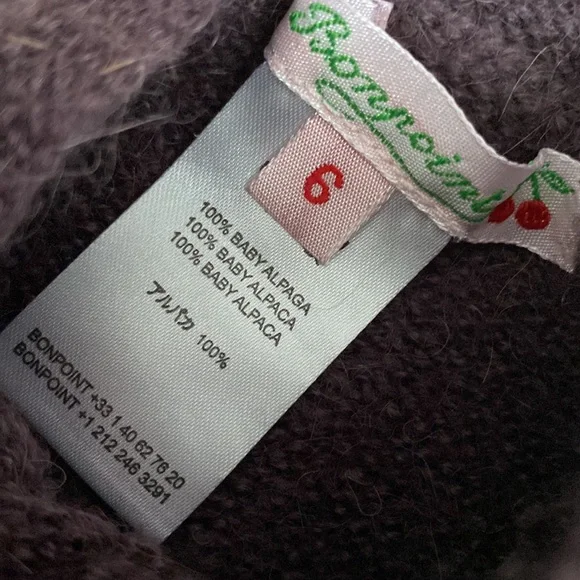 Bonpoint
6
100% BABY ALPAGA
100% BABY ALPACA
100% BABY ALPACA
アルパカ 100%
BONPOINT +33 1 40 62 76 20
BONPOINT +1 212 246 3291